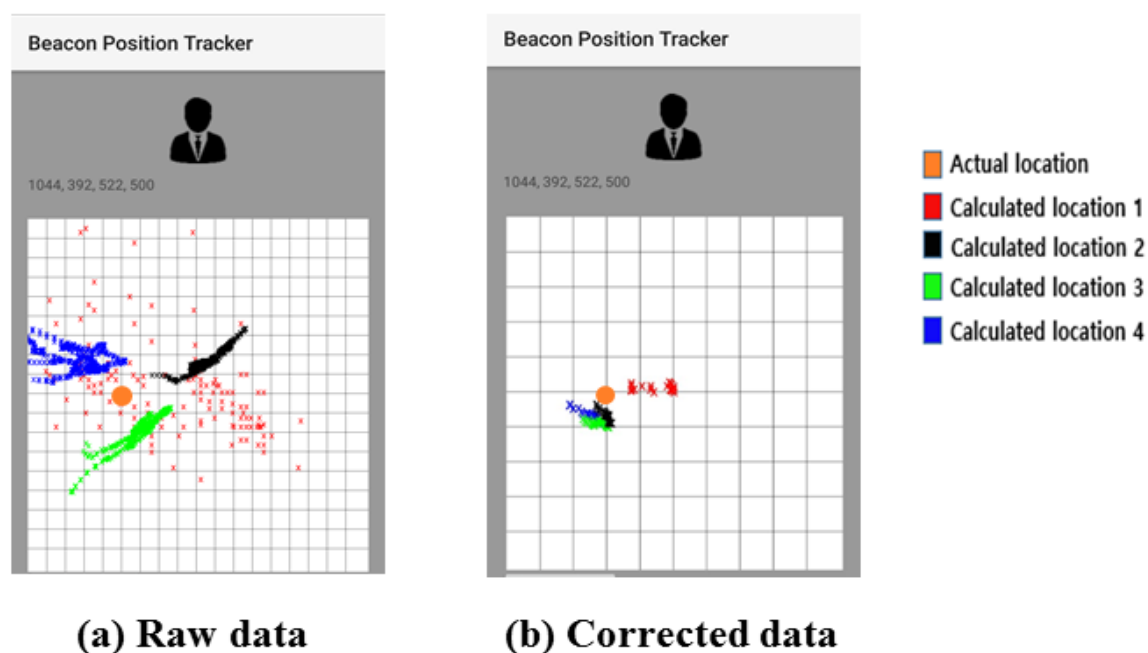 Beacon Position Tracker
1044, 392, 522, 500
(a) Raw data
Beacon Position Tracker
1044, 392, 522, 500
(b) Corrected data
Actual location
Calculated location 1
Calculated location 2
Calculated location 3
Calculated location 4